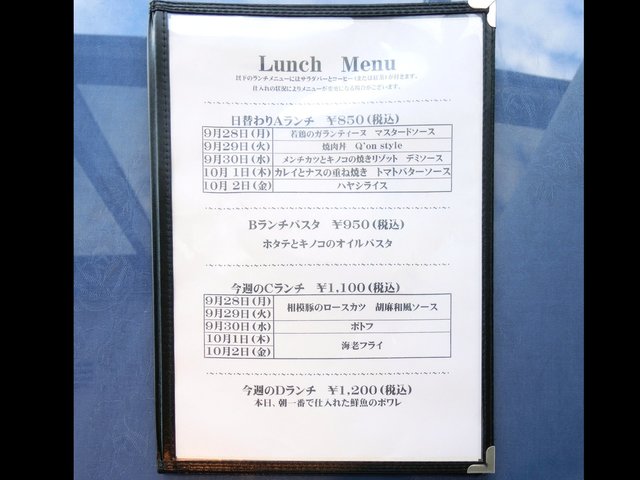 Lunch Menu
以下のランチメニューにはサラダバーとコーヒー(または紅茶)が付きます。
仕入れの状況によりメニューが変更になる場合がございます。
日替わりAランチ ￥850(税込)
9月28日(月) 若鶏のガランティーヌ マスタードソース
9月29日(火) 焼肉丼 Q'on style
9月30日(水) メンチカツとキノコの焼きリゾット デミソース
10月 1日(木) カレイとナスの重ね焼き トマトバターソース
10月 2日(金) ハヤシライス
Bランチパスタ ￥950(税込)
ホタテとキノコのオイルパスタ
今週のCランチ ￥1,100(税込)
9月28日(月)
9月29日(火) 相模豚のロースカツ 胡麻和風ソース
9月30日(水) ポトフ
10月1日(木)
10月2日(金) 海老フライ
今週のDランチ ￥1,200(税込)
本日、朝一番で仕入れた鮮魚のポワレ